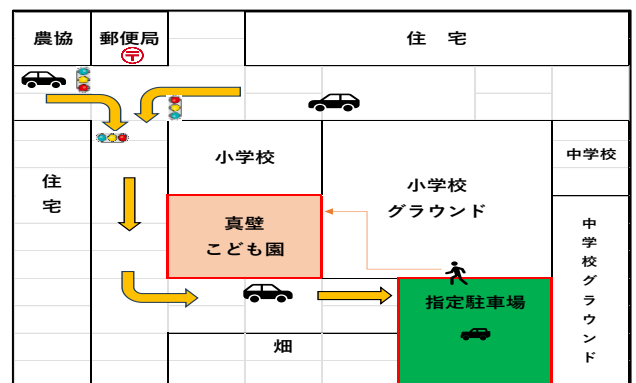 農協
郵便局
〒
住 宅
小学校
中学校
住
宅
小学校
グラウンド
真壁
こども園
中
学
校
グ
ラ
ウ
ン
ド
指定駐車場
畑